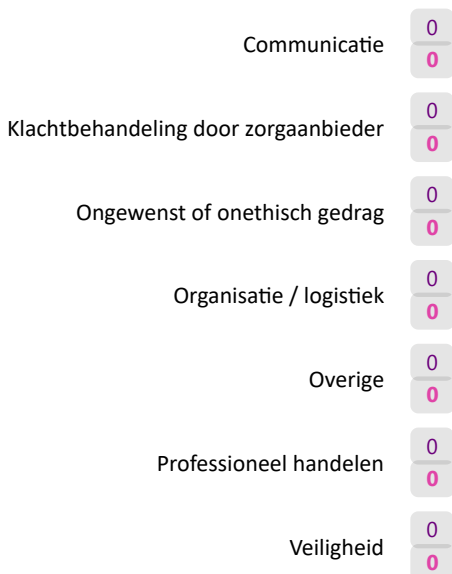 0
Communicatie
0
0
Klachtbehandeling door zorgaanbieder
0
0
Ongewenst of onethisch gedrag
0
0
Organisatie / logistiek
0
0
Overige
0
0
Professioneel handelen
0
0
Veiligheid
0